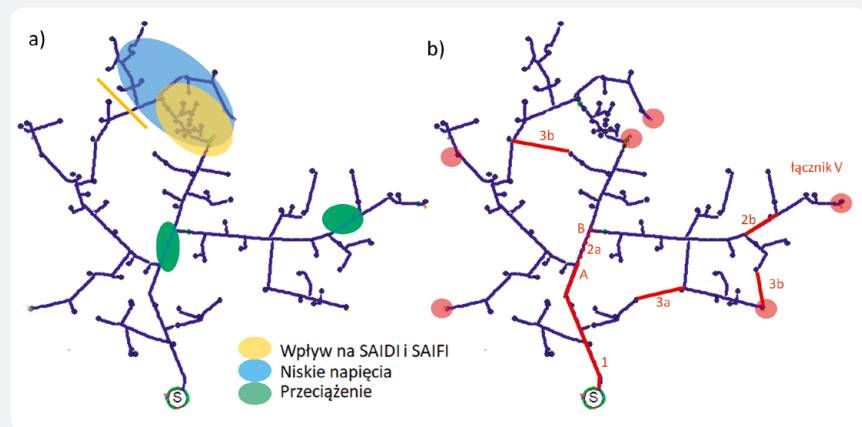 a)
S
Wpływ na SAIDI i SAIFI
Niskie napięcia
Przeciążenie
b)
3b
łącznik V
2b
B
2a
A
3b
3a
1
S